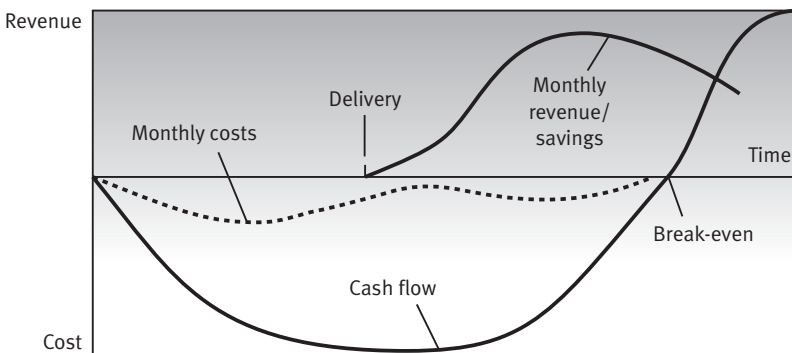 Revenue
Delivery
Monthly costs
Monthly
revenue/
savings
Time
Break-even
Cash flow
Cost